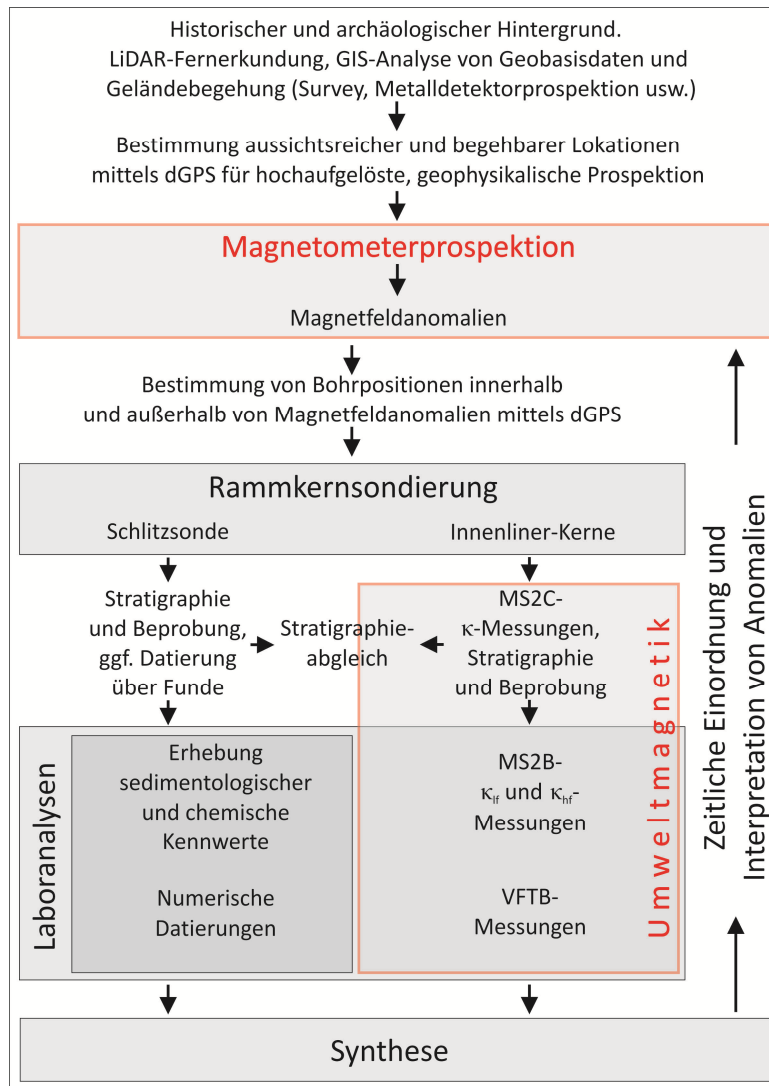 Historischer und archäologischer Hintergrund.
LiDAR-Fernerkundung, GIS-Analyse von Geobasisdaten und
Geländebegehung (Survey, Metalldetektorprospektion usw.)
Bestimmung aussichtsreicher und begehbarer Lokationen
mittels dGPS für hochaufgelöste, geophysikalische Prospektion
Magnetometerprospektion
Magnetfeldanomalien
Bestimmung von Bohrpositionen innerhalb
und außerhalb von Magnetfeldanomalien mittels dGPS
Rammkernsondierung
Schlitzsonde
Innenliner-Kerne
Stratigraphie
und Beprobung,
ggf. Datierung
über Funde
Stratigraphie-
abgleich
MS2C-
κ-Messungen,
Stratigraphie
und Beprobung
Laboranalysen
Erhebung
sedimentologischer
und chemische
Kennwerte
Numerische
Datierungen
MS2B-
κlf und κhf-
Messungen
VFTB-
Messungen
Umweltmagnetik
Zeitliche Einordnung und
Interpretation von Anomalien
Synthese